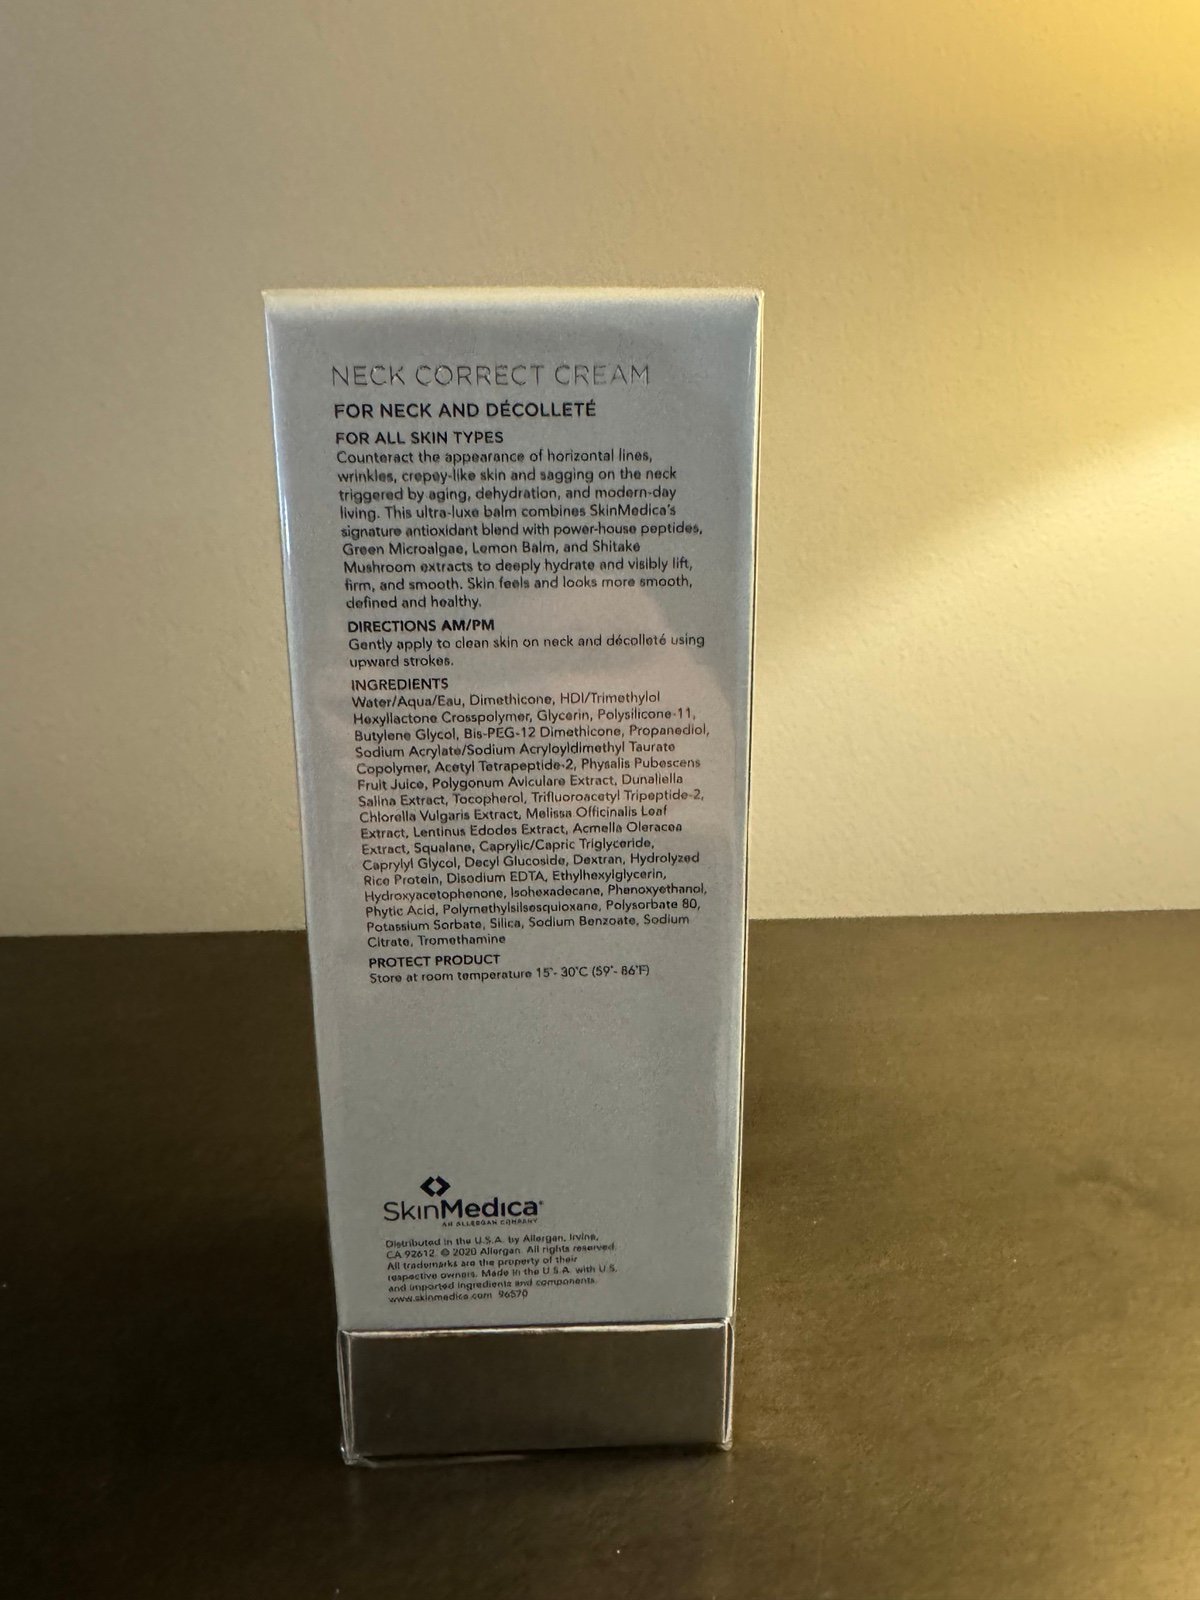 NECK CORRECT CREAM
FOR NECK AND DÉCOLLETÉ
FOR ALL SKIN TYPES
Counteract the appearance of horizontal lines,
wrinkles, crepey-like skin and sagging on the neck
triggered by aging, dehydration, and modern-day
living. This ultra-luxe balm combines SkinMedica's
signature antioxidant blend with power-house peptides,
Green Microalgae, Lemon Balm, and Shitake
Mushroom extracts to deeply hydrate and visibly lift,
firm, and smooth. Skin feels and looks more smooth,
defined and healthy.
DIRECTIONS AM/PM
Gently apply to clean skin on neck and décolleté using
upward strokes.
INGREDIENTS
Water/Aqua/Eau, Dimethicone, HDI/Trimethylol
Hexyllactone Crosspolymer, Glycerin, Polysilicone-11,
Butylene Glycol, Bis-PEG-12 Dimethicone, Propanediol,
Sodium Acrylate/Sodium Acryloyldimethyl Taurate
Copolymer, Acetyl Tetrapeptide-2, Physalis Pubescens
Fruit Juice, Polygonum Aviculare Extract, Dunaliella
Salina Extract, Tocopherol, Trifluoroacetyl Tripeptide-2,
Chlorella Vulgaris Extract, Melissa Officinalis Leaf
Extract, Lentinus Edodes Extract, Acmella Oleracea
Extract, Squalane, Caprylic/Capric Triglyceride,
Caprylyl Glycol, Decyl Glucoside, Dextran, Hydrolyzed
Rice Protein, Disodium EDTA, Ethylhexylglycerin,
Hydroxyacetophenone, Isohexadecane, Phenoxyethanol,
Phytic Acid, Polymethylsilsesquioxane, Polysorbate 80,
Potassium Sorbate, Silica, Sodium Benzoate, Sodium
Citrate, Tromethamine
PROTECT PRODUCT
Store at room temperature 15°- 30°C (59°- 86°F)
SkinMedica®
AN ALLERGAN COMPANY
Distributed in the U.S.A. by Allergan, Irvine,
CA 92612 © 2020 Allergan. All rights reserved.
All trademarks are the property of their
respective owners. Made in the U.S.A. with U.S.
and imported ingredients and components.
www.skinmedica.com 96570